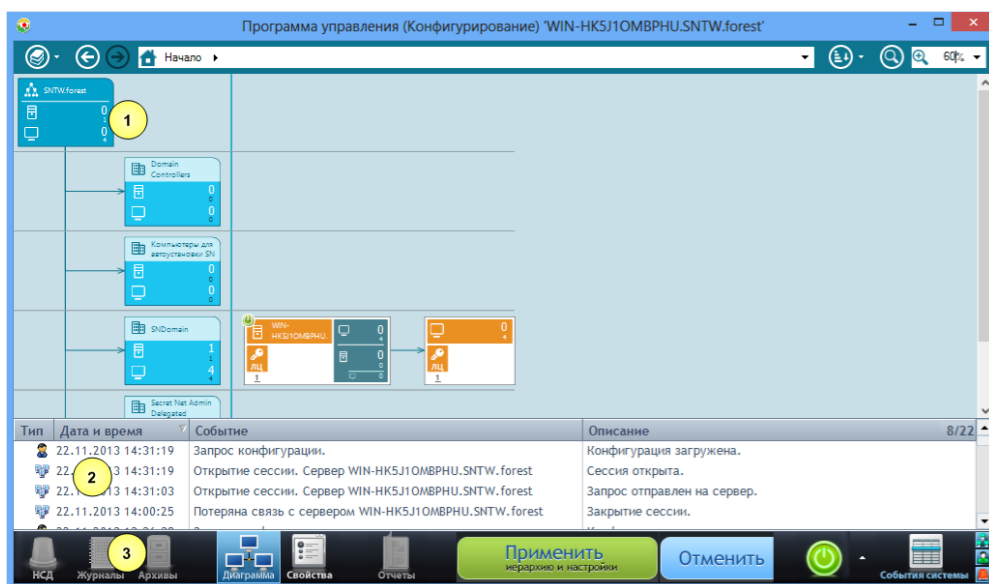 Программа управления (Конфигурирование) 'WIN-HK5J1OMBPHU.SNTW.forest'
Начало
60%
SNTW.forest
0
1
0
4
1
Domain
Controllers
0
0
0
0
Компьютеры для
автоустановки SN
0
0
0
0
SNDomain
1
1
4
4
WIN-
HK5J1OMBPHU.
0
4
0
0
0
ЛЦ
1
0
4
ЛЦ
1
Secret Net Admin
Delegated
Тип Дата и время Событие Описание 8/22
22.11.2013 14:31:19 Запрос конфигурации. Конфигурация загружена.
22. 3 14:31:19 Открытие сессии. Сервер WIN-HK5J1OMBPHU.SNTW.forest Сессия открыта.
2
22. 3 14:31:03 Открытие сессии. Сервер WIN-HK5J1OMBPHU.SNTW.forest Запрос отправлен на сервер.
22.11.2013 14:00:25 Потеряна связь с сервером WIN-HK5J1OMBPHU.SNTW.forest Закрытие сессии.
3
НСД Журналы Архивы Диаграмма Свойства Отчеты
Применить
иерархию и настройки
Отменить
События системы